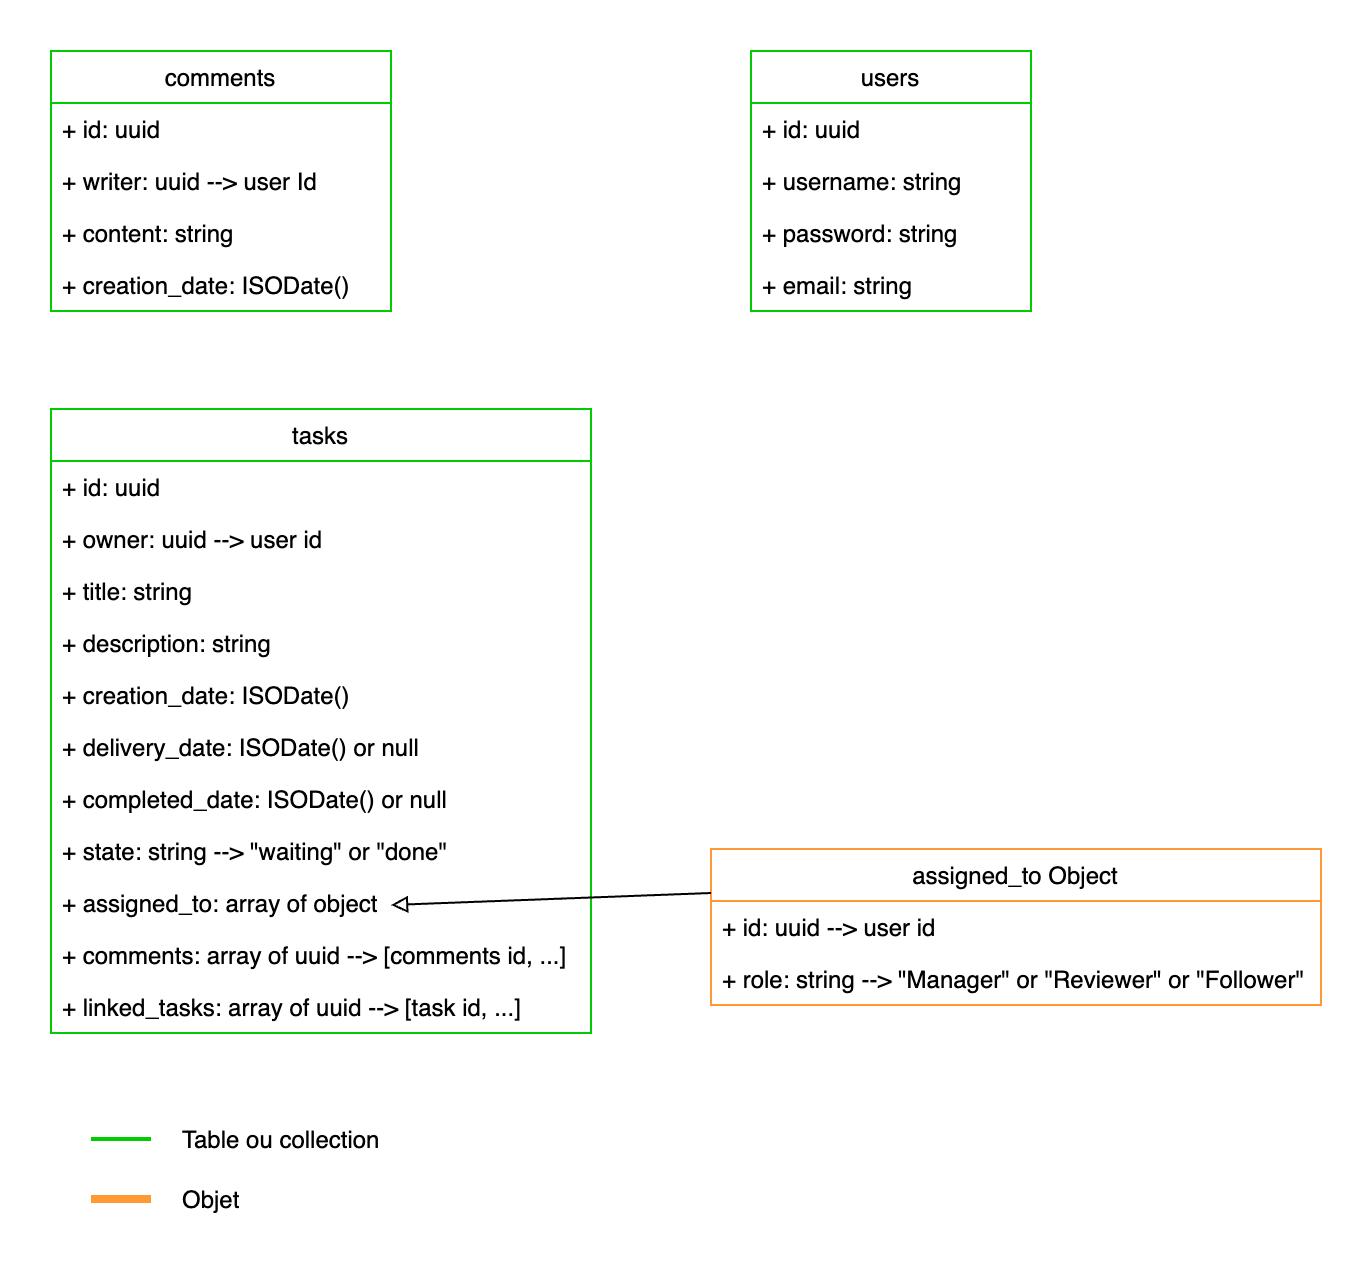 comments
+ id: uuid
+ writer: uuid --> user Id
+ content: string
+ creation_date: ISODate()
users
+ id: uuid
+ username: string
+ password: string
+ email: string
tasks
+ id: uuid
+ owner: uuid --> user id
+ title: string
+ description: string
+ creation_date: ISODate()
+ delivery_date: ISODate() or null
+ completed_date: ISODate() or null
+ state: string --> "waiting" or "done"
+ assigned_to: array of object
+ comments: array of uuid --> [comments id, ...]
+ linked_tasks: array of uuid --> [task id, ...]
assigned_to Object
+ id: uuid --> user id
+ role: string --> "Manager" or "Reviewer" or "Follower"
Table ou collection
Objet